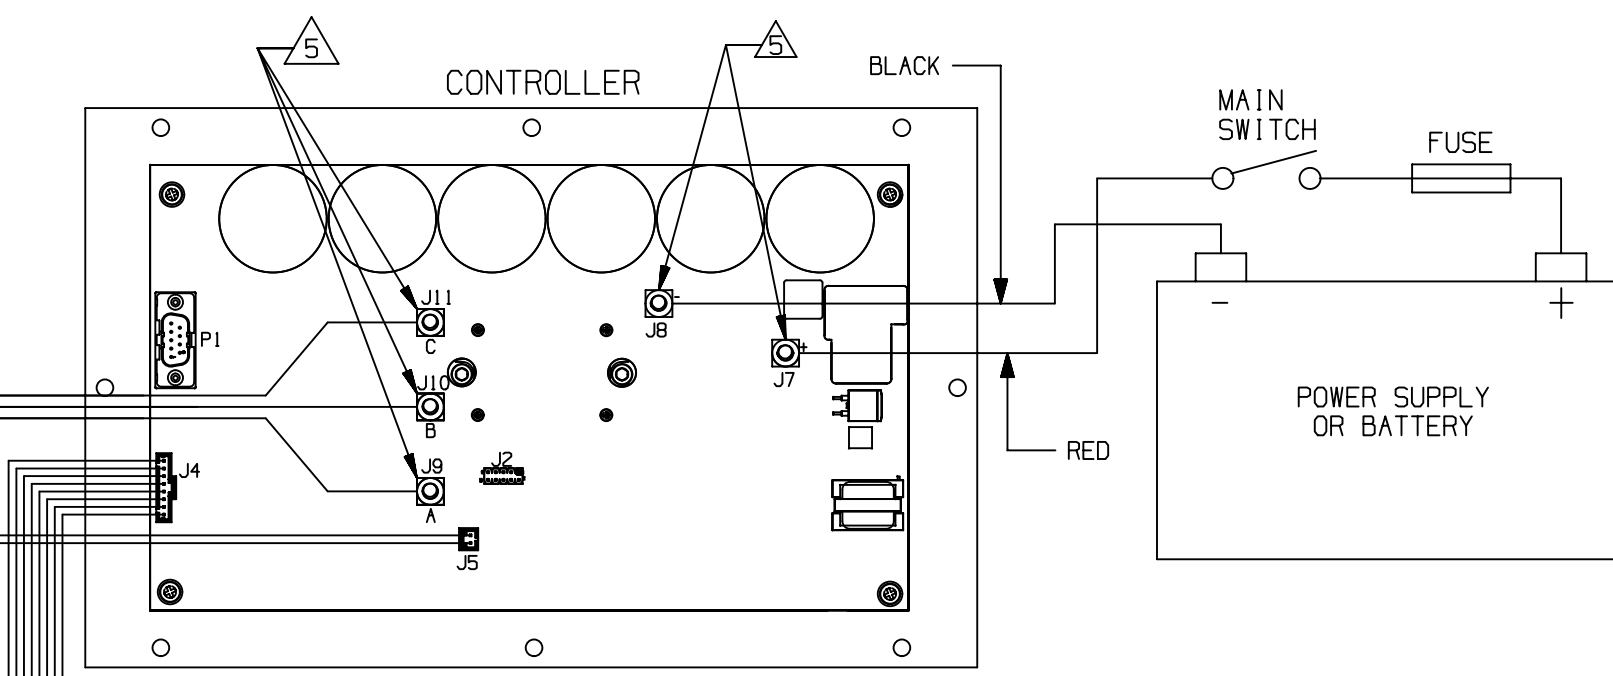 5
5
BLACK
CONTROLLER
MAIN
SWITCH
FUSE
J11
C
J8
-
J7
+
P1
J10
B
J9
A
J2
J4
J5
RED
−
+
POWER SUPPLY
OR BATTERY